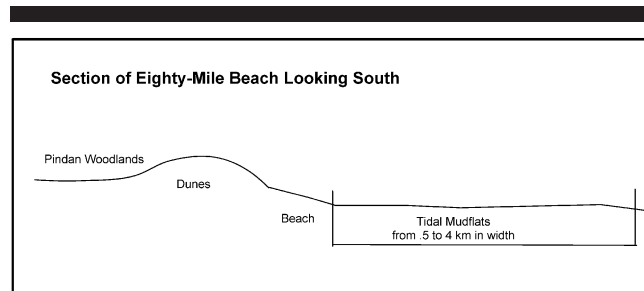 Section of Eighty-Mile Beach Looking South
Pindan Woodlands
Dunes
Beach
Tidal Mudflats
from .5 to 4 km in width